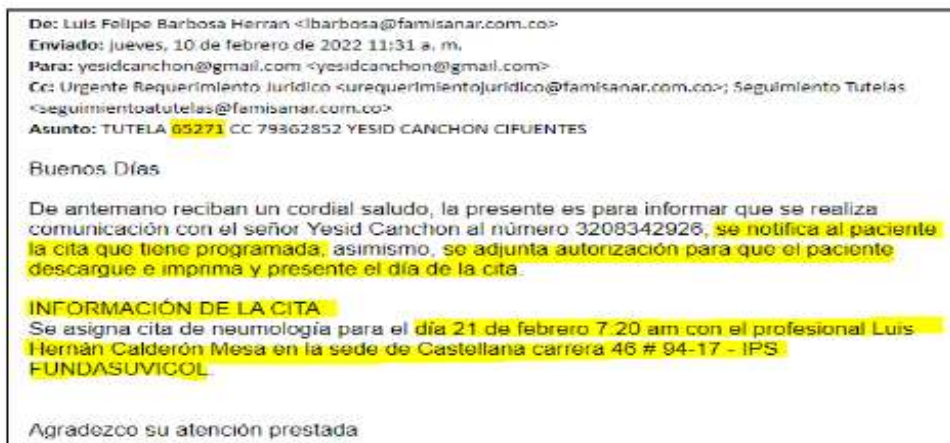 De: Luis Felipe Barbosa Herran <lbarbosa@famisanar.com.co>
Enviado: jueves, 10 de febrero de 2022 11:31 a. m.
Para: yesidcanchon@gmail.com <yesidcanchon@gmail.com>
Cc: Urgente Requerimiento Juridico <urequerimientojuridico@famisanar.com.co>; Seguimiento Tutelas
<seguimientoatutelas@famisanar.com.co>
Asunto: TUTELA 65271 CC 79362852 YESID CANCHON CIFUENTES
Buenos Días
De antemano reciban un cordial saludo, la presente es para informar que se realiza
comunicación con el señor Yesid Canchon al número 3208342926, se notifica al paciente
la cita que tiene programada, asimismo, se adjunta autorización para que el paciente
descargue e imprima y presente el día de la cita.
INFORMACIÓN DE LA CITA
Se asigna cita de neumología para el día 21 de febrero 7:20 am con el profesional Luis
Hernán Calderón Mesa en la sede de Castellana carrera 46 # 94-17 - IPS
FUNDASUVICOL.
Agradezco su atención prestada